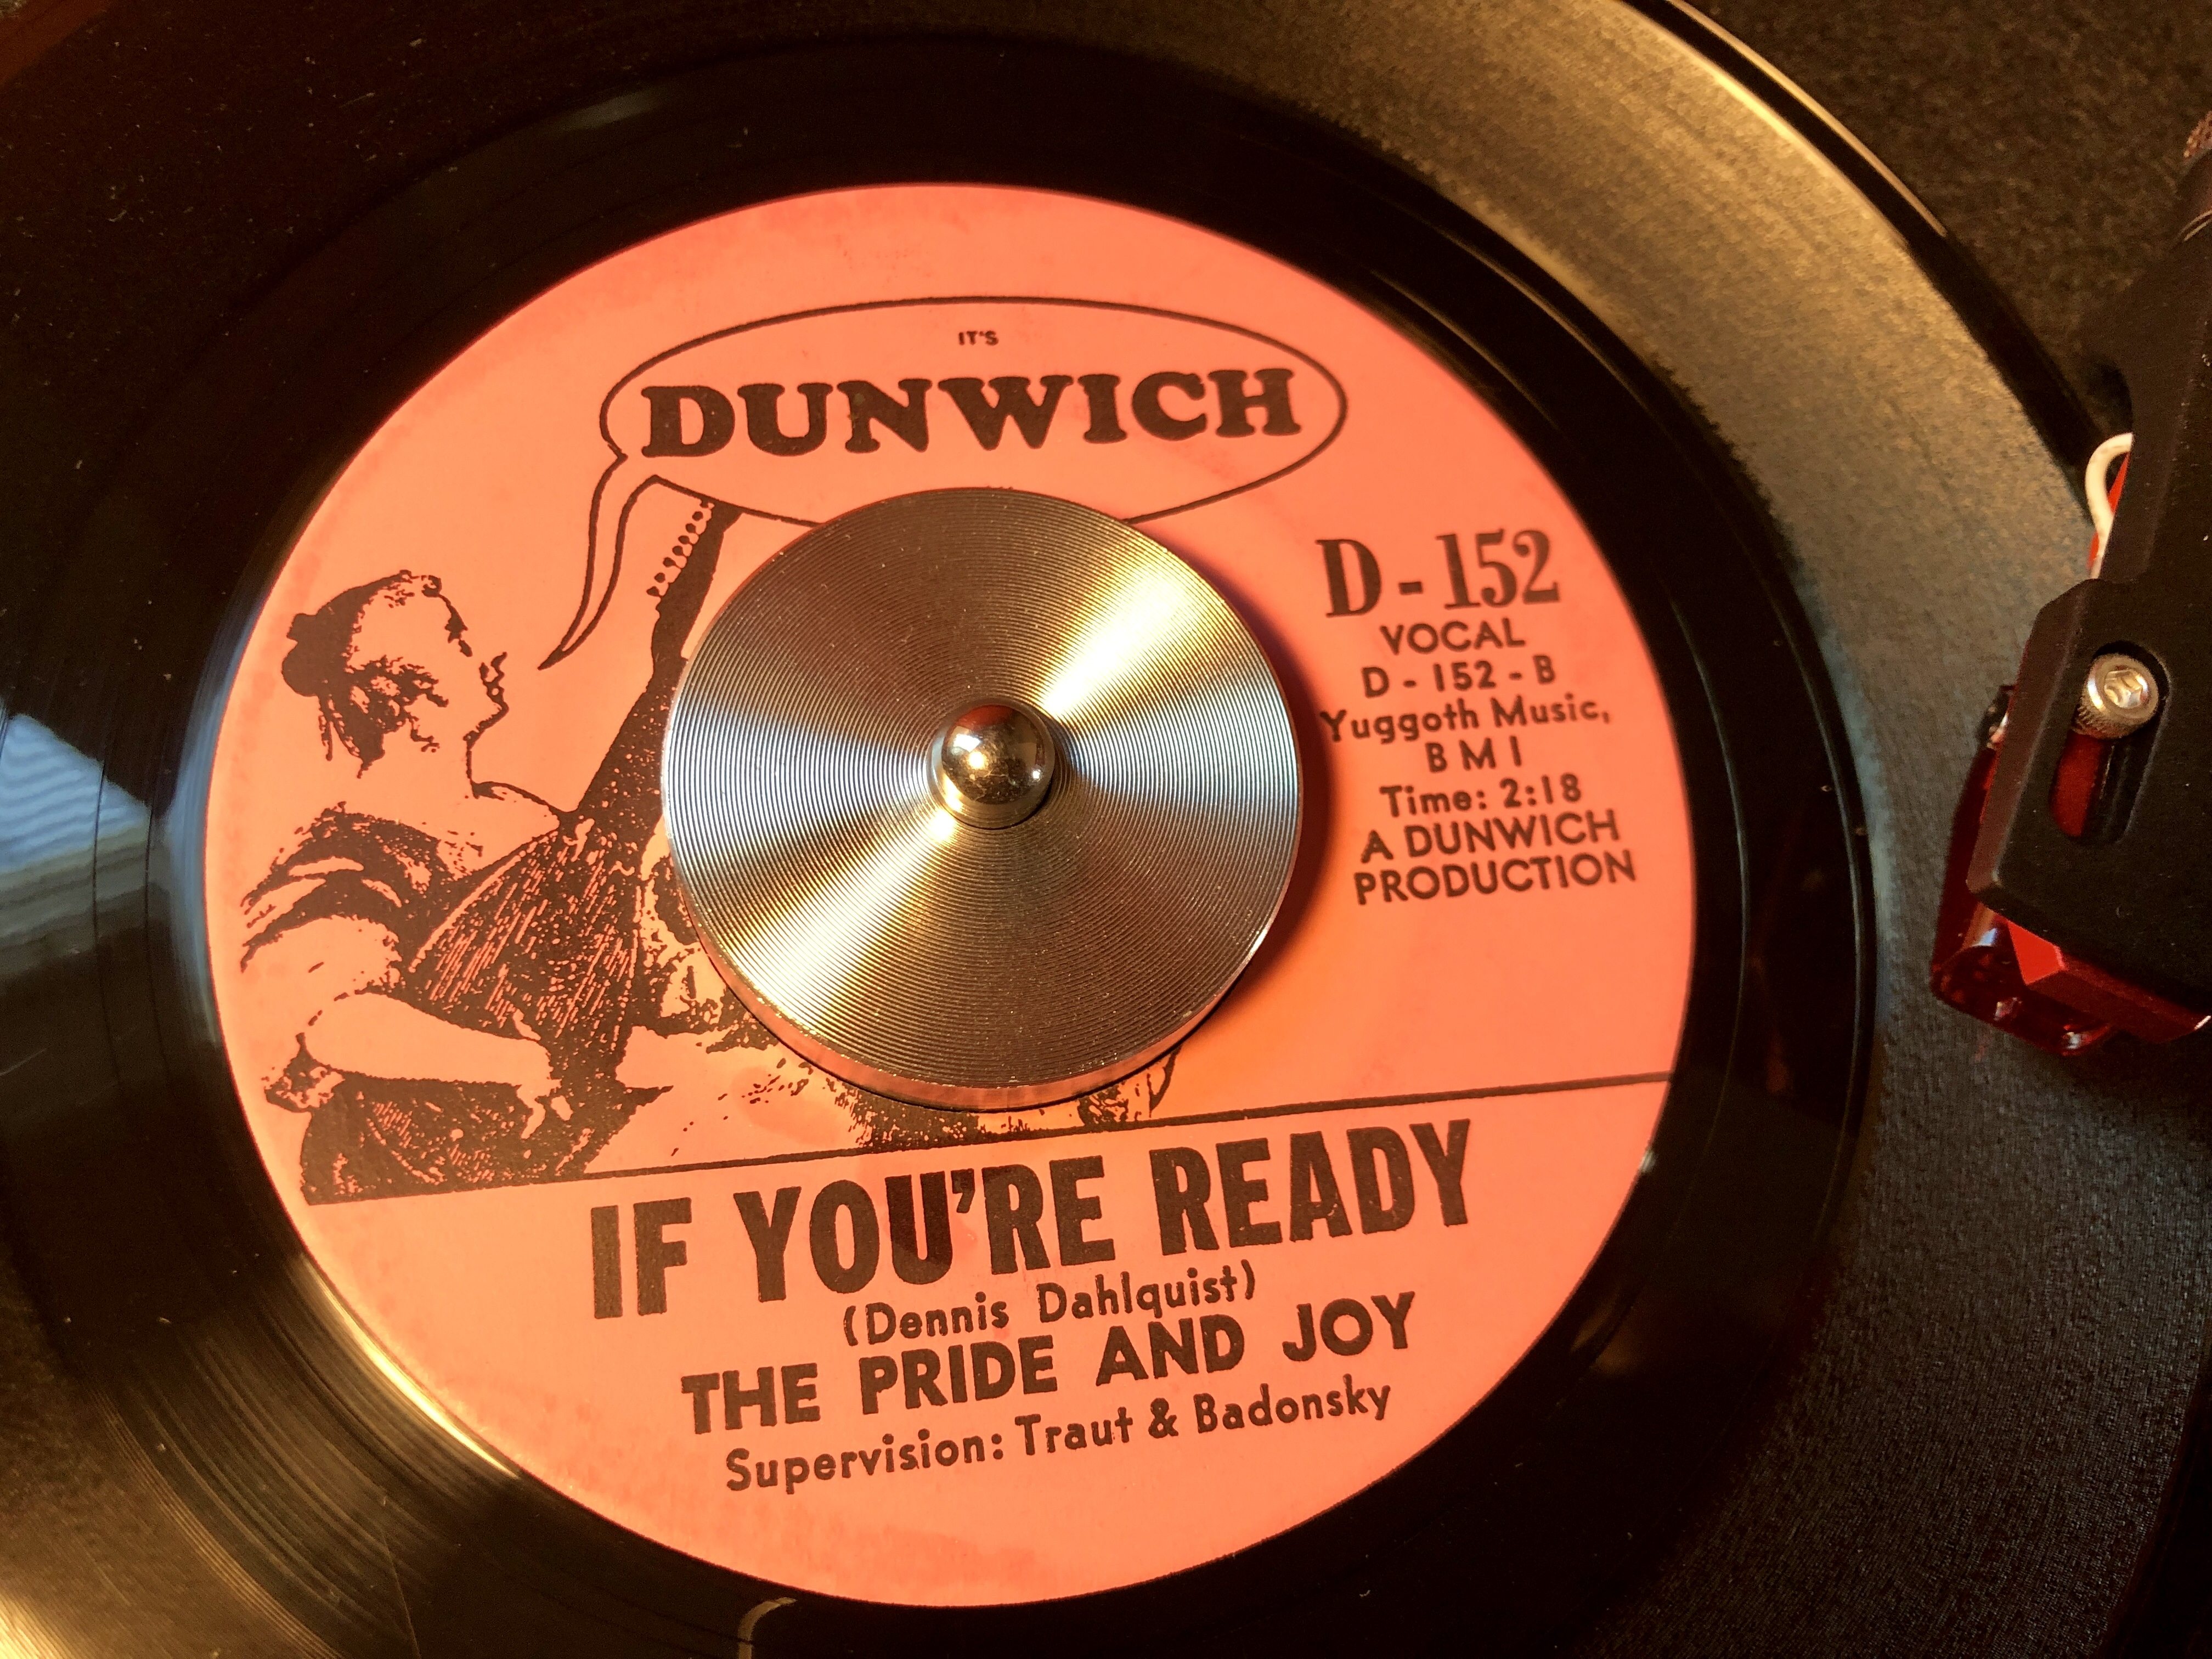 IT'S
DUNWICH
D-152
VOCAL
D-152-B
Yuggoth Music,
BMI
Time: 2:18
A DUNWICH
PRODUCTION
IF YOU'RE READY
(Dennis Dahlquist)
THE PRIDE AND JOY
Supervision: Traut & Badonsky